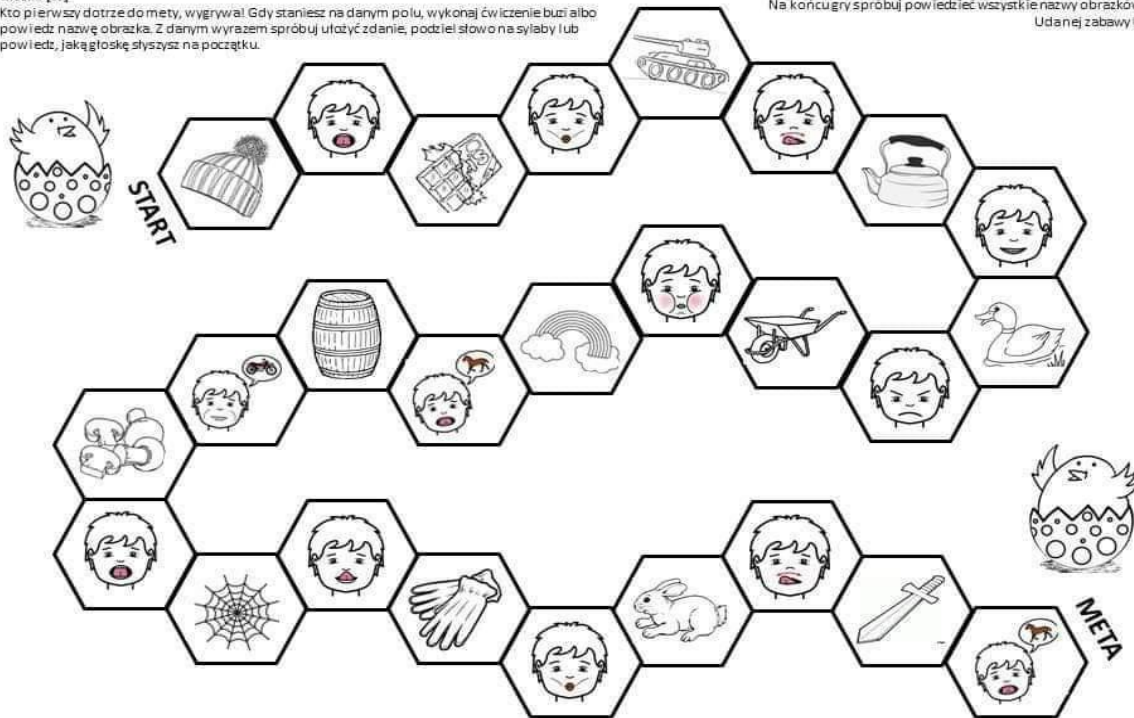 Kto pierwszy dotrze do mety, wygrywa! Gdy staniesz na danym polu, wykonaj ćwiczenie buzi albo
powiedz nazwę obrazka. Z danym wyrazem spróbuj ułożyć zdanie, podziel słowo na sylaby lub
powiedz, jaką głoskę słyszysz na początku.
Na końcu gry spróbuj powiedzieć wszystkie nazwy obrazków
Udanej zabawy
START
META